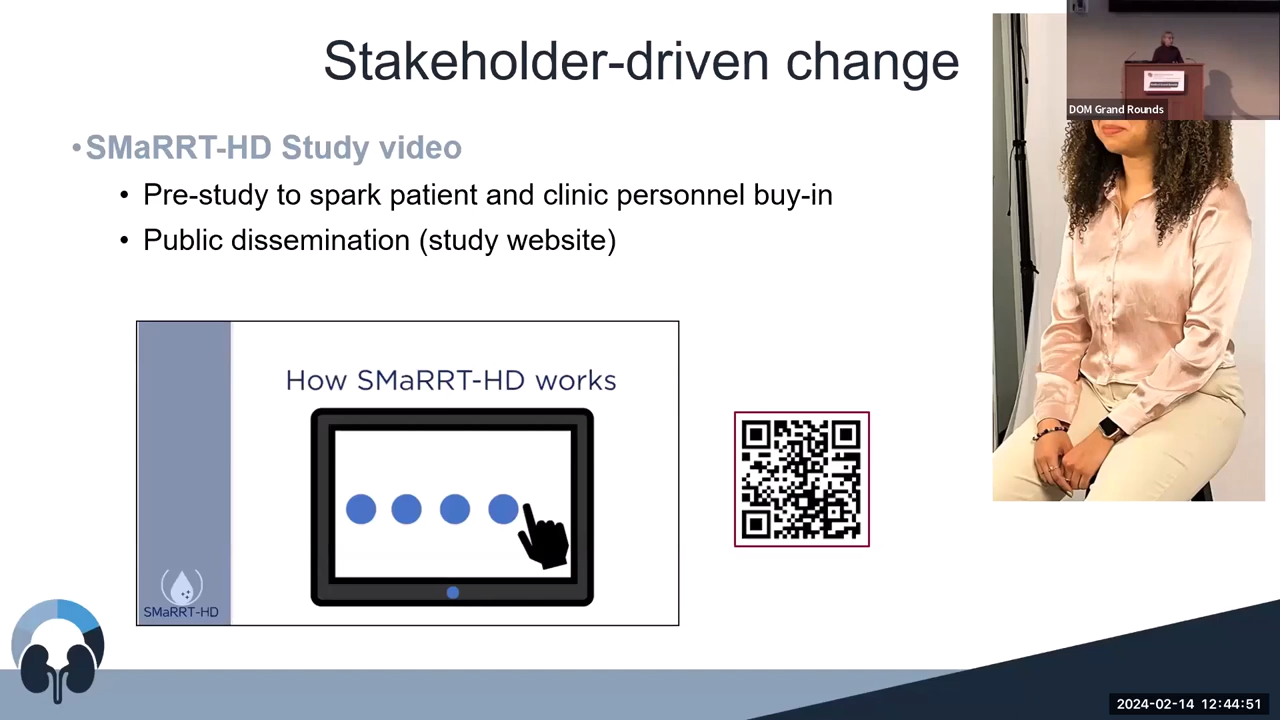 Stakeholder-driven change
DOM Grand Rounds
•SMaRRT-HD Study video
• Pre-study to spark patient and clinic personnel buy-in
• Public dissemination (study website)
How SMaRRT-HD works
SMaRRT-HD
2024-02-14 12:44:51